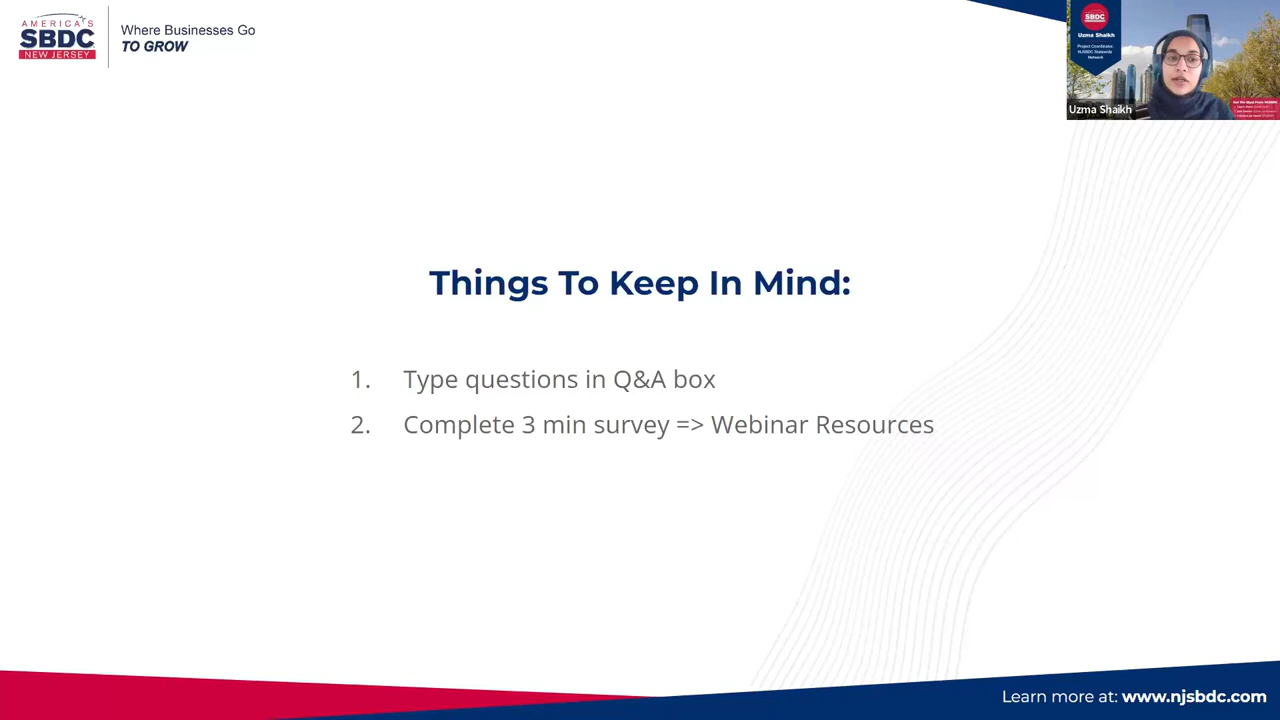 AMERICA'S
SBDC
NEW JERSEY
Where Businesses Go
TO GROW
SBDC
Uzma Shaikh
Project Coordinator
NJSBDC Statewide
Network
Uzma Shaikh
Things To Keep In Mind:
1. Type questions in Q&A box
2. Complete 3 min survey => Webinar Resources
Learn more at: www.njsbdc.com